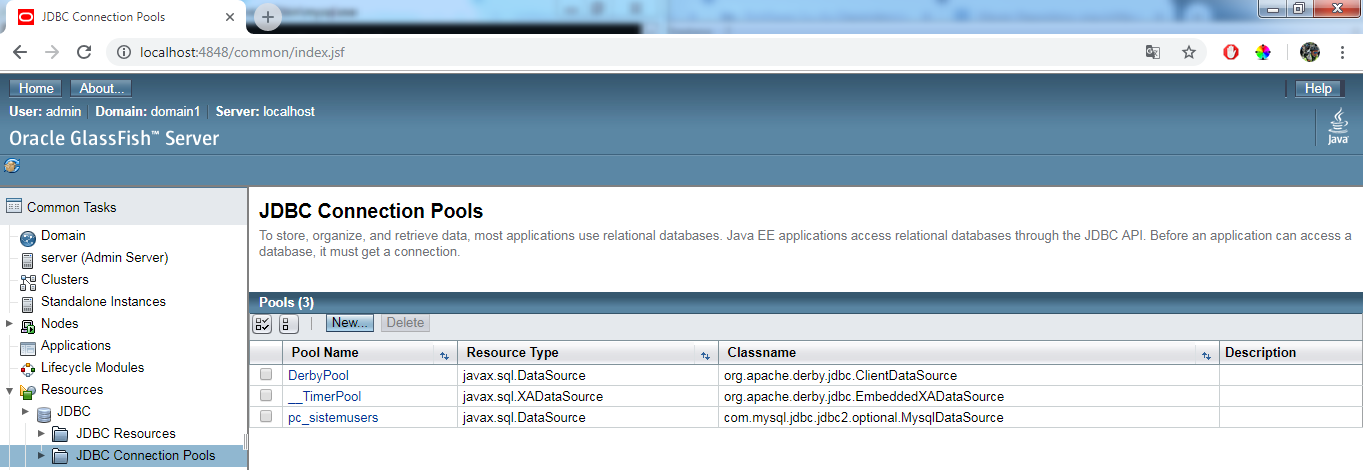 JDBC Connection Pools
localhost:4848/common/index.jsf
Home About... Help
User: admin Domain: domain1 Server: localhost
Oracle GlassFish™ Server
Java
Common Tasks
Domain
server (Admin Server)
Clusters
Standalone Instances
Nodes
Applications
Lifecycle Modules
Resources
JDBC
JDBC Resources
JDBC Connection Pools
JDBC Connection Pools
To store, organize, and retrieve data, most applications use relational databases. Java EE applications access relational databases through the JDBC API. Before an application can access a
database, it must get a connection.
Pools (3)
New... Delete
Pool Name Resource Type Classname Description
DerbyPool javax.sql.DataSource org.apache.derby.jdbc.ClientDataSource
__TimerPool javax.sql.XADataSource org.apache.derby.jdbc.EmbeddedXADataSource
pc_sistemusers javax.sql.DataSource com.mysql.jdbc.jdbc2.optional.MysqlDataSource